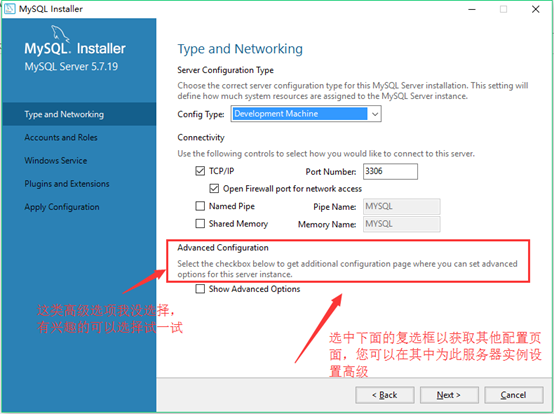 MySQL Installer
MySQL. Installer
MySQL Server 5.7.19
Type and Networking
Accounts and Roles
Windows Service
Plugins and Extensions
Apply Configuration
Type and Networking
Server Configuration Type
Choose the correct server configuration type for this MySQL Server installation. This setting will
define how much system resources are assigned to the MySQL Server instance.
Config Type: Development Machine
Connectivity
Use the following controls to select how you would like to connect to this server.
TCP/IP Port Number: 3306
Open Firewall port for network access
Named Pipe Pipe Name: MYSQL
Shared Memory Memory Name: MYSQL
Advanced Configuration
Select the checkbox below to get additional configuration page where you can set advanced
options for this server instance.
Show Advanced Options
这类高级选项我没选择,
有兴趣的可以选择试一试
选中下面的复选框以获取其他配置页
面，您可以在其中为此服务器实例设
置高级
< Back Next > Cancel